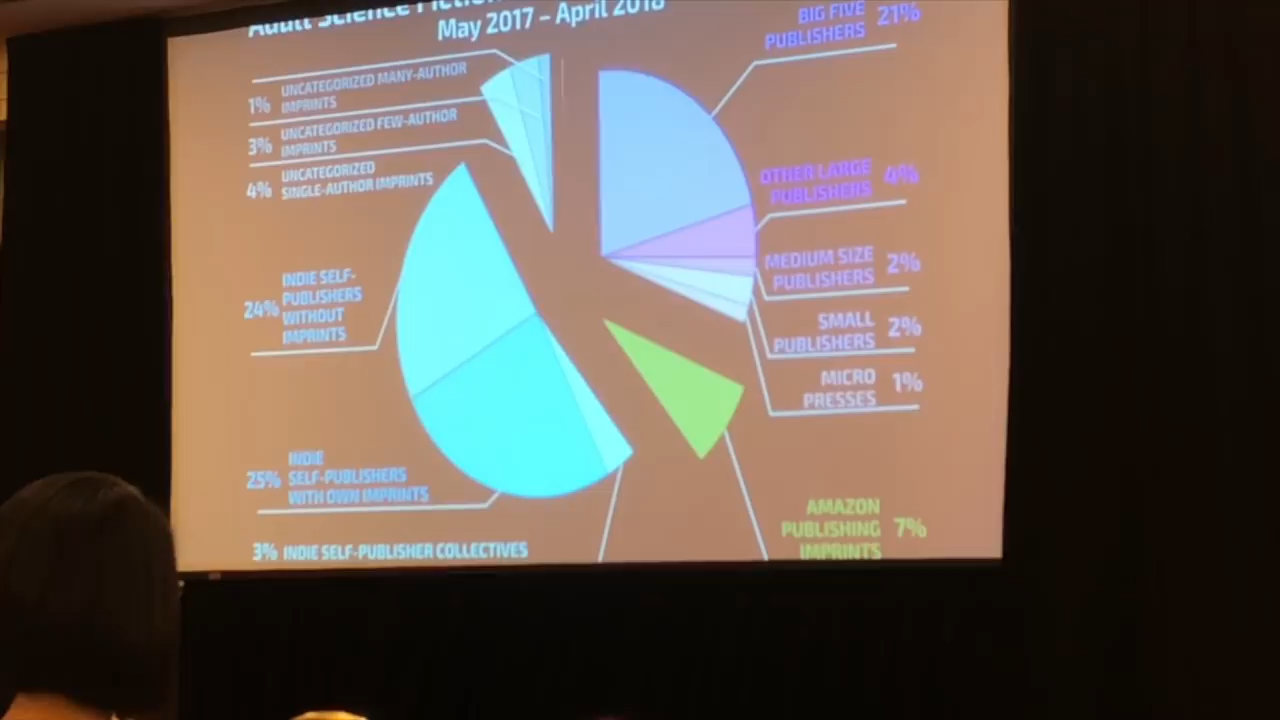 Adult Science Fiction
May 2017 – April 2018
1% UNCATEGORIZED MANY-AUTHOR
IMPRINTS
3% UNCATEGORIZED FEW-AUTHOR
IMPRINTS
4% UNCATEGORIZED
SINGLE-AUTHOR IMPRINTS
24% INDIE SELF-
PUBLISHERS
WITHOUT
IMPRINTS
25% INDIE
SELF-PUBLISHERS
WITH OWN IMPRINTS
3% INDIE SELF-PUBLISHER COLLECTIVES
BIG FIVE
PUBLISHERS 21%
OTHER LARGE
PUBLISHERS 4%
MEDIUM SIZE
PUBLISHERS 2%
SMALL
PUBLISHERS 2%
MICRO
PRESSES 1%
AMAZON
PUBLISHING
IMPRINTS 7%